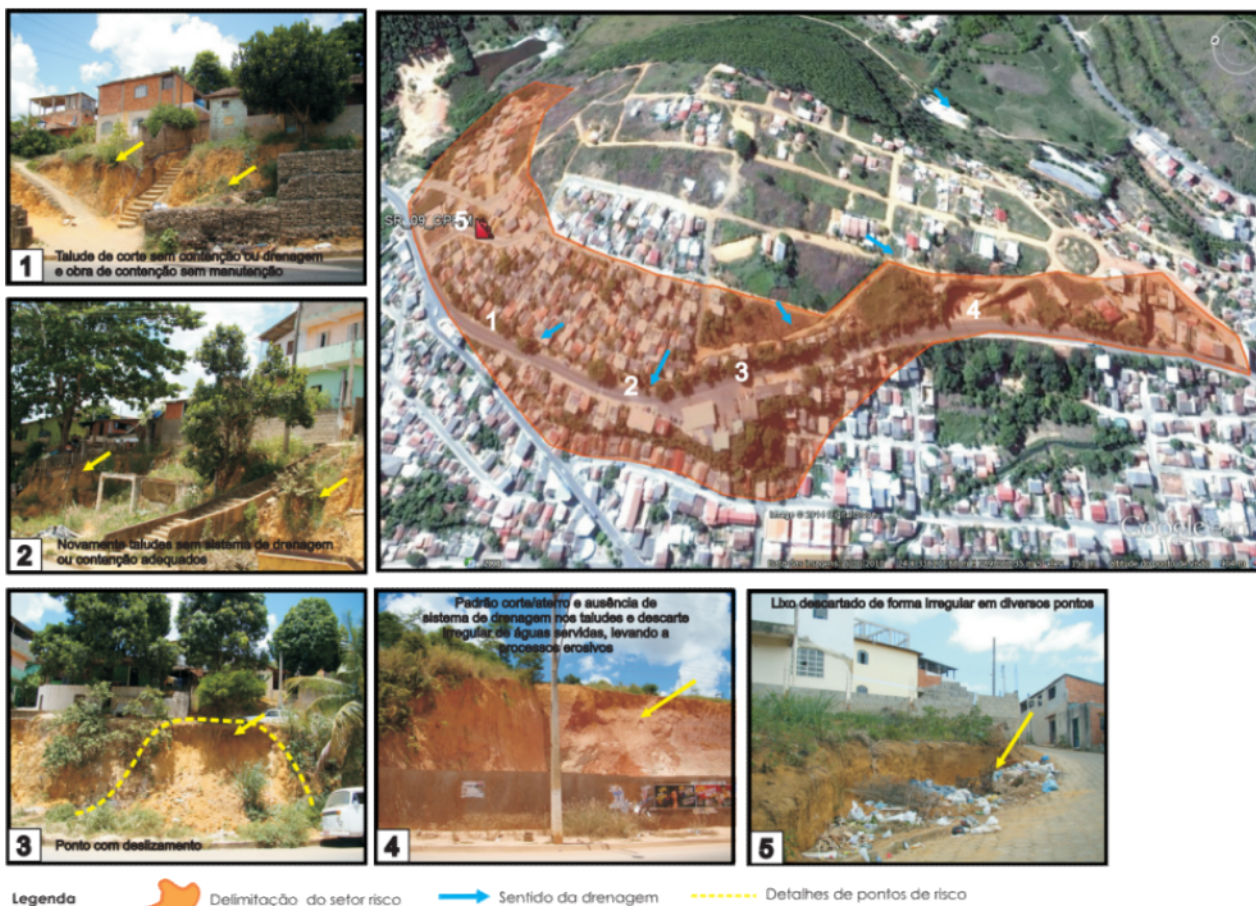 1
Talude de corte sem contenção ou drenagem
e obra de contenção sem manutenção
2
Novamente taludes sem sistema de drenagem
ou contenção adequados
5
1
2
3
4
3
Ponto com deslizamento
Padrão corte/aterro e ausência de
sistema de drenagem nos taludes e descarte
irregular de águas servidas, levando a
processos erosivos
4
Lixo descartado de forma irregular em diversos pontos
5
Legenda
Delimitação do setor risco
Sentido da drenagem
Detalhes de pontos de risco